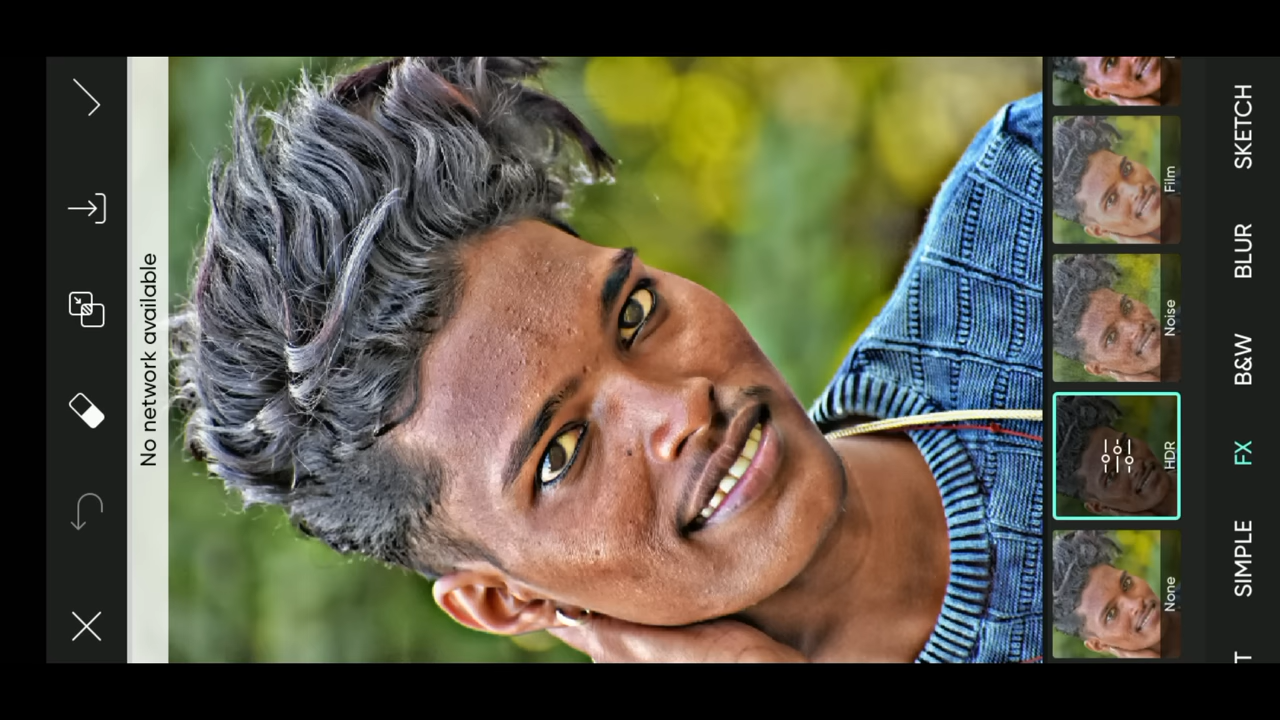 No network available
None HDR Noise Film
T SIMPLE FX B&W BLUR SKETCH